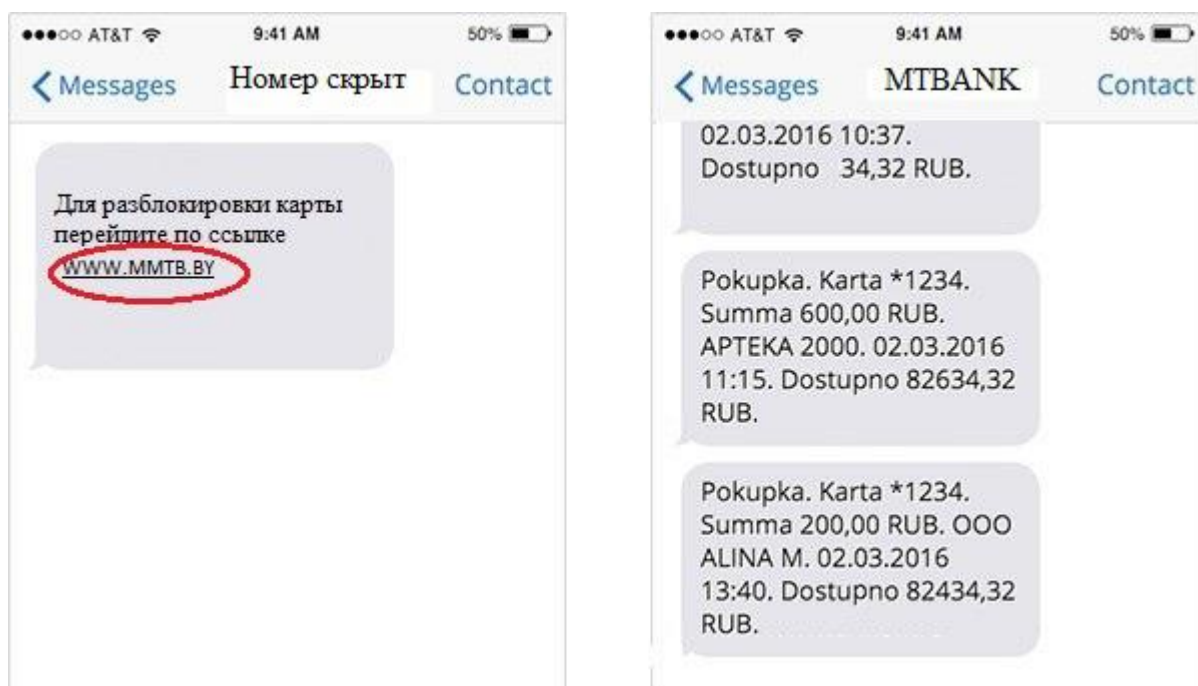 AT&T 9:41 AM 50%
Messages Номер скрыт Contact
Для разблокировки карты
перейдите по ссылке
WWW.MMTB.BY
AT&T 9:41 AM 50%
Messages MTBANK Contact
02.03.2016 10:37.
Dostupno 34,32 RUB.
Pokupka. Karta *1234.
Summa 600,00 RUB.
APTEKA 2000. 02.03.2016
11:15. Dostupno 82634,32
RUB.
Pokupka. Karta *1234.
Summa 200,00 RUB. OOO
ALINA M. 02.03.2016
13:40. Dostupno 82434,32
RUB.